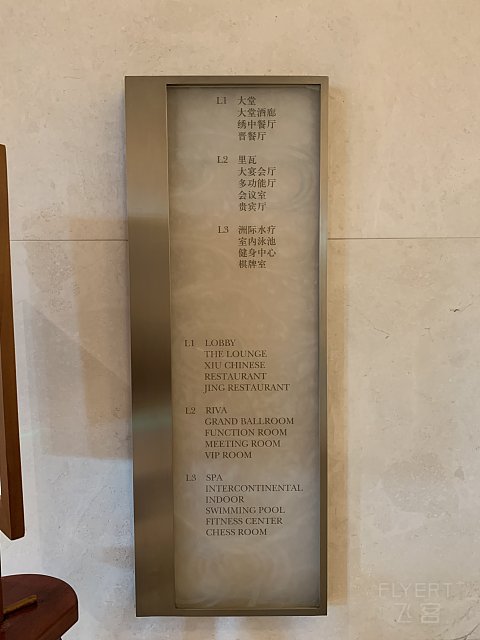 L1 大堂
大堂酒廊
绣中餐厅
晋餐厅
L2 里瓦
大宴会厅
多功能厅
会议室
贵宾厅
L3 洲际水疗
室内泳池
健身中心
棋牌室
L1 LOBBY
THE LOUNGE
XIU CHINESE
RESTAURANT
JING RESTAURANT
L2 RIVA
GRAND BALLROOM
FUNCTION ROOM
MEETING ROOM
VIP ROOM
L3 SPA
INTERCONTINENTAL
INDOOR
SWIMMING POOL
FITNESS CENTER
CHESS ROOM
FLYERT
飞客